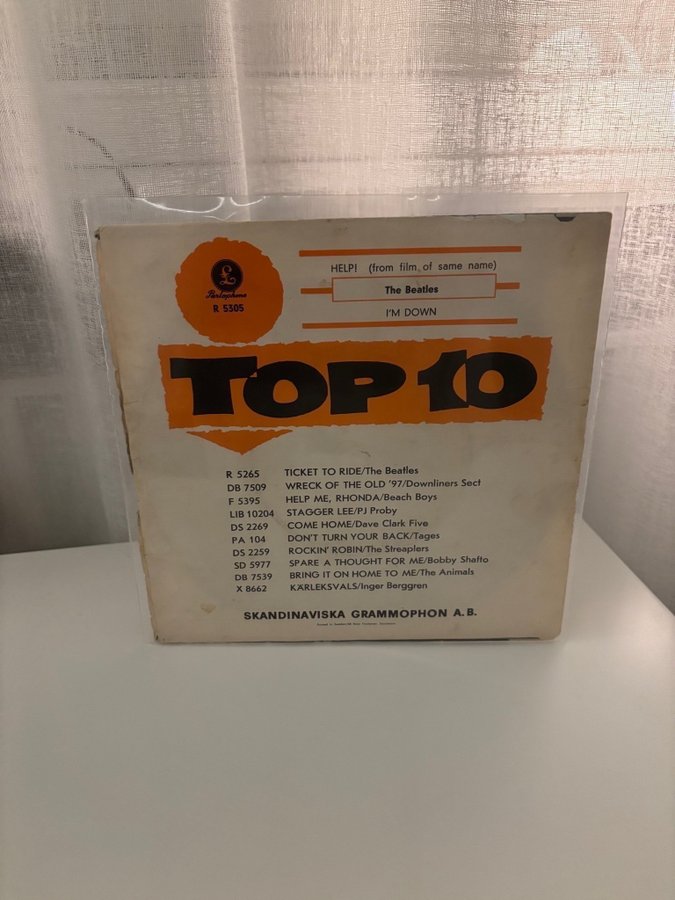 £
Parlophone
R 5305
HELP! (from film of same name)
The Beatles
I'M DOWN
TOP 10
R 5265 TICKET TO RIDE/The Beatles
DB 7509 WRECK OF THE OLD '97/Downliners Sect
F 5395 HELP ME, RHONDA/Beach Boys
LIB 10204 STAGGER LEE/PJ Proby
DS 2269 COME HOME/Dave Clark Five
PA 104 DON'T TURN YOUR BACK/Tages
DS 2259 ROCKIN' ROBIN/The Streaplers
SD 5977 SPARE A THOUGHT FOR ME/Bobby Shafto
DB 7539 BRING IT ON HOME TO ME/The Animals
X 8662 KÄRLEKSVALS/Inger Berggren
SKANDINAVISKA GRAMMOPHON A.B.